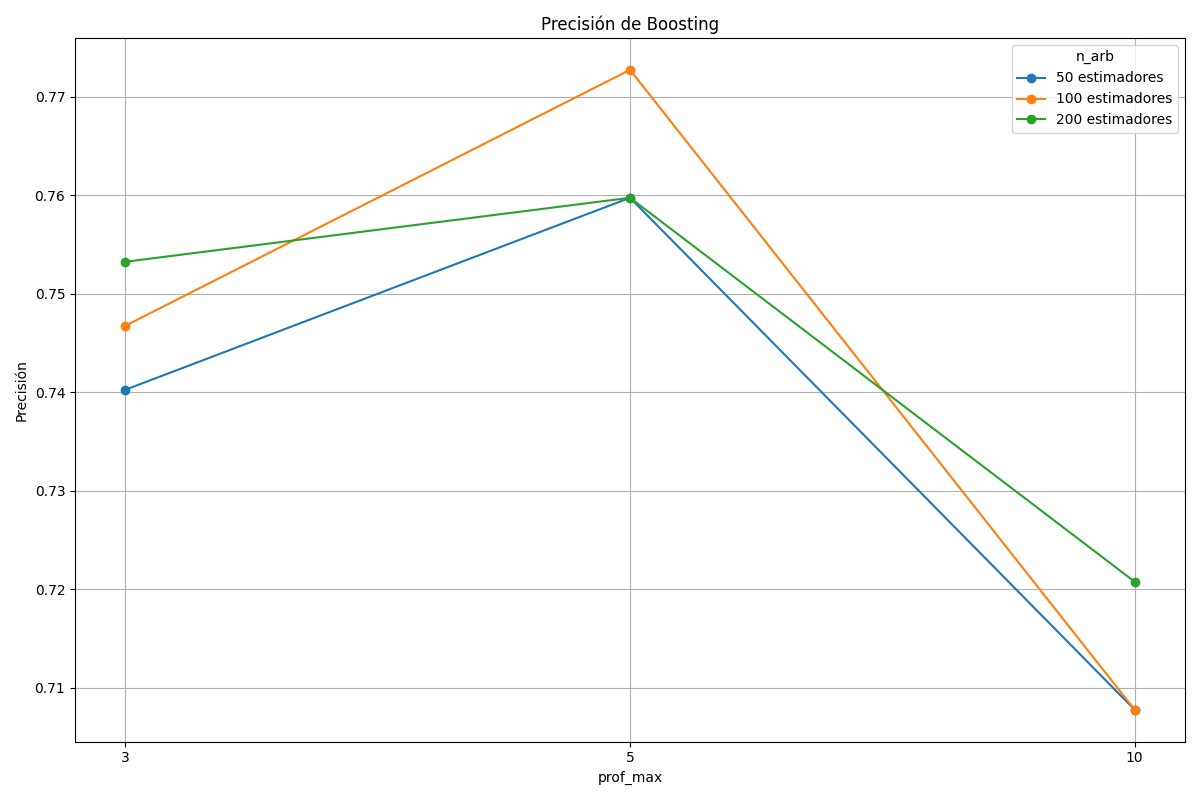 Precisión de Boosting
n_arb
50 estimadores
100 estimadores
200 estimadores
Precisión
0.77
0.76
0.75
0.74
0.73
0.72
0.71
3 5 10
prof_max